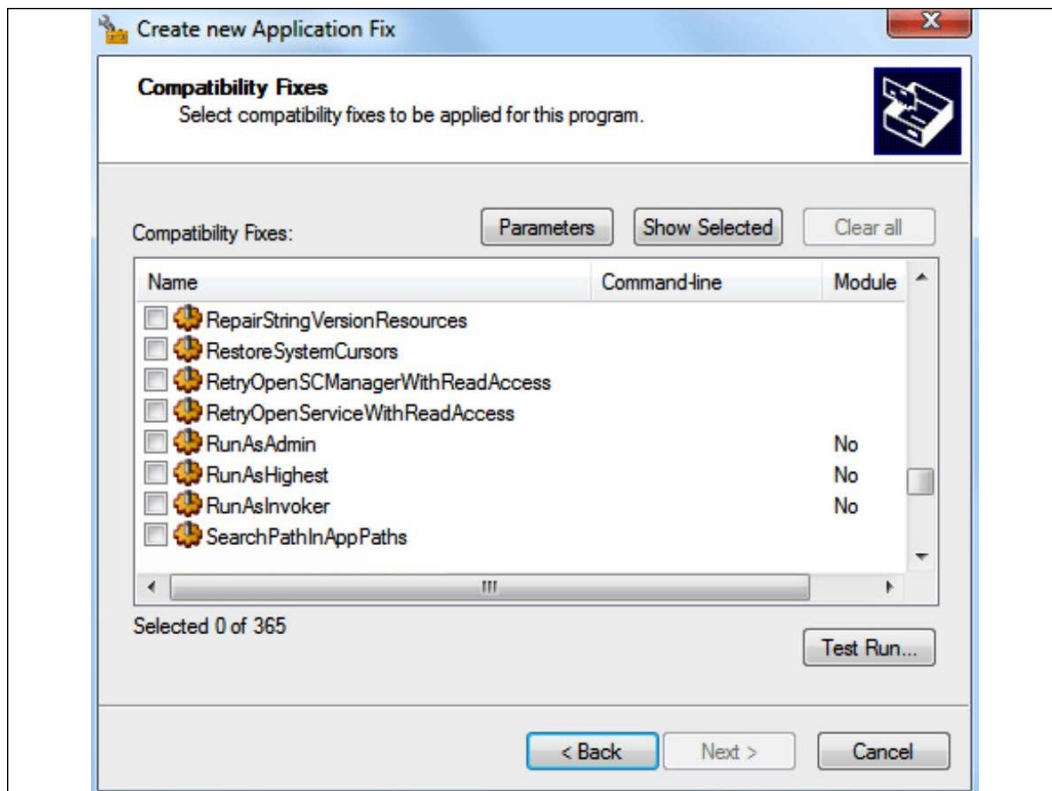 Create new Application Fix
Compatibility Fixes
Select compatibility fixes to be applied for this program.
Compatibility Fixes:
Parameters
Show Selected
Clear all
Name Command-line Module
RepairStringVersionResources
RestoreSystemCursors
RetryOpenSCManagerWithReadAccess
RetryOpenServiceWithReadAccess
RunAsAdmin No
RunAsHighest No
RunAsInvoker No
SearchPathInAppPaths
Selected 0 of 365
Test Run...
< Back
Next >
Cancel